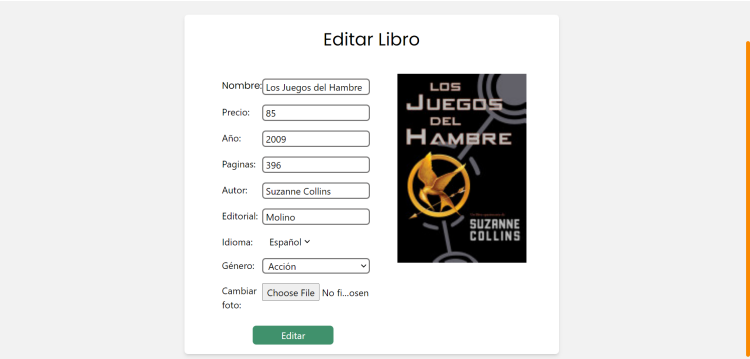 Editar Libro
Nombre: Los Juegos del Hambre
Precio: 85
Año: 2009
Paginas: 396
Autor: Suzanne Collins
Editorial: Molino
Idioma: Español
Género: Acción
Cambiar foto: Choose File No fi...osen
Editar
LOS
JUEGOS
DEL
HAMBRE
SUZANNE
COLLINS